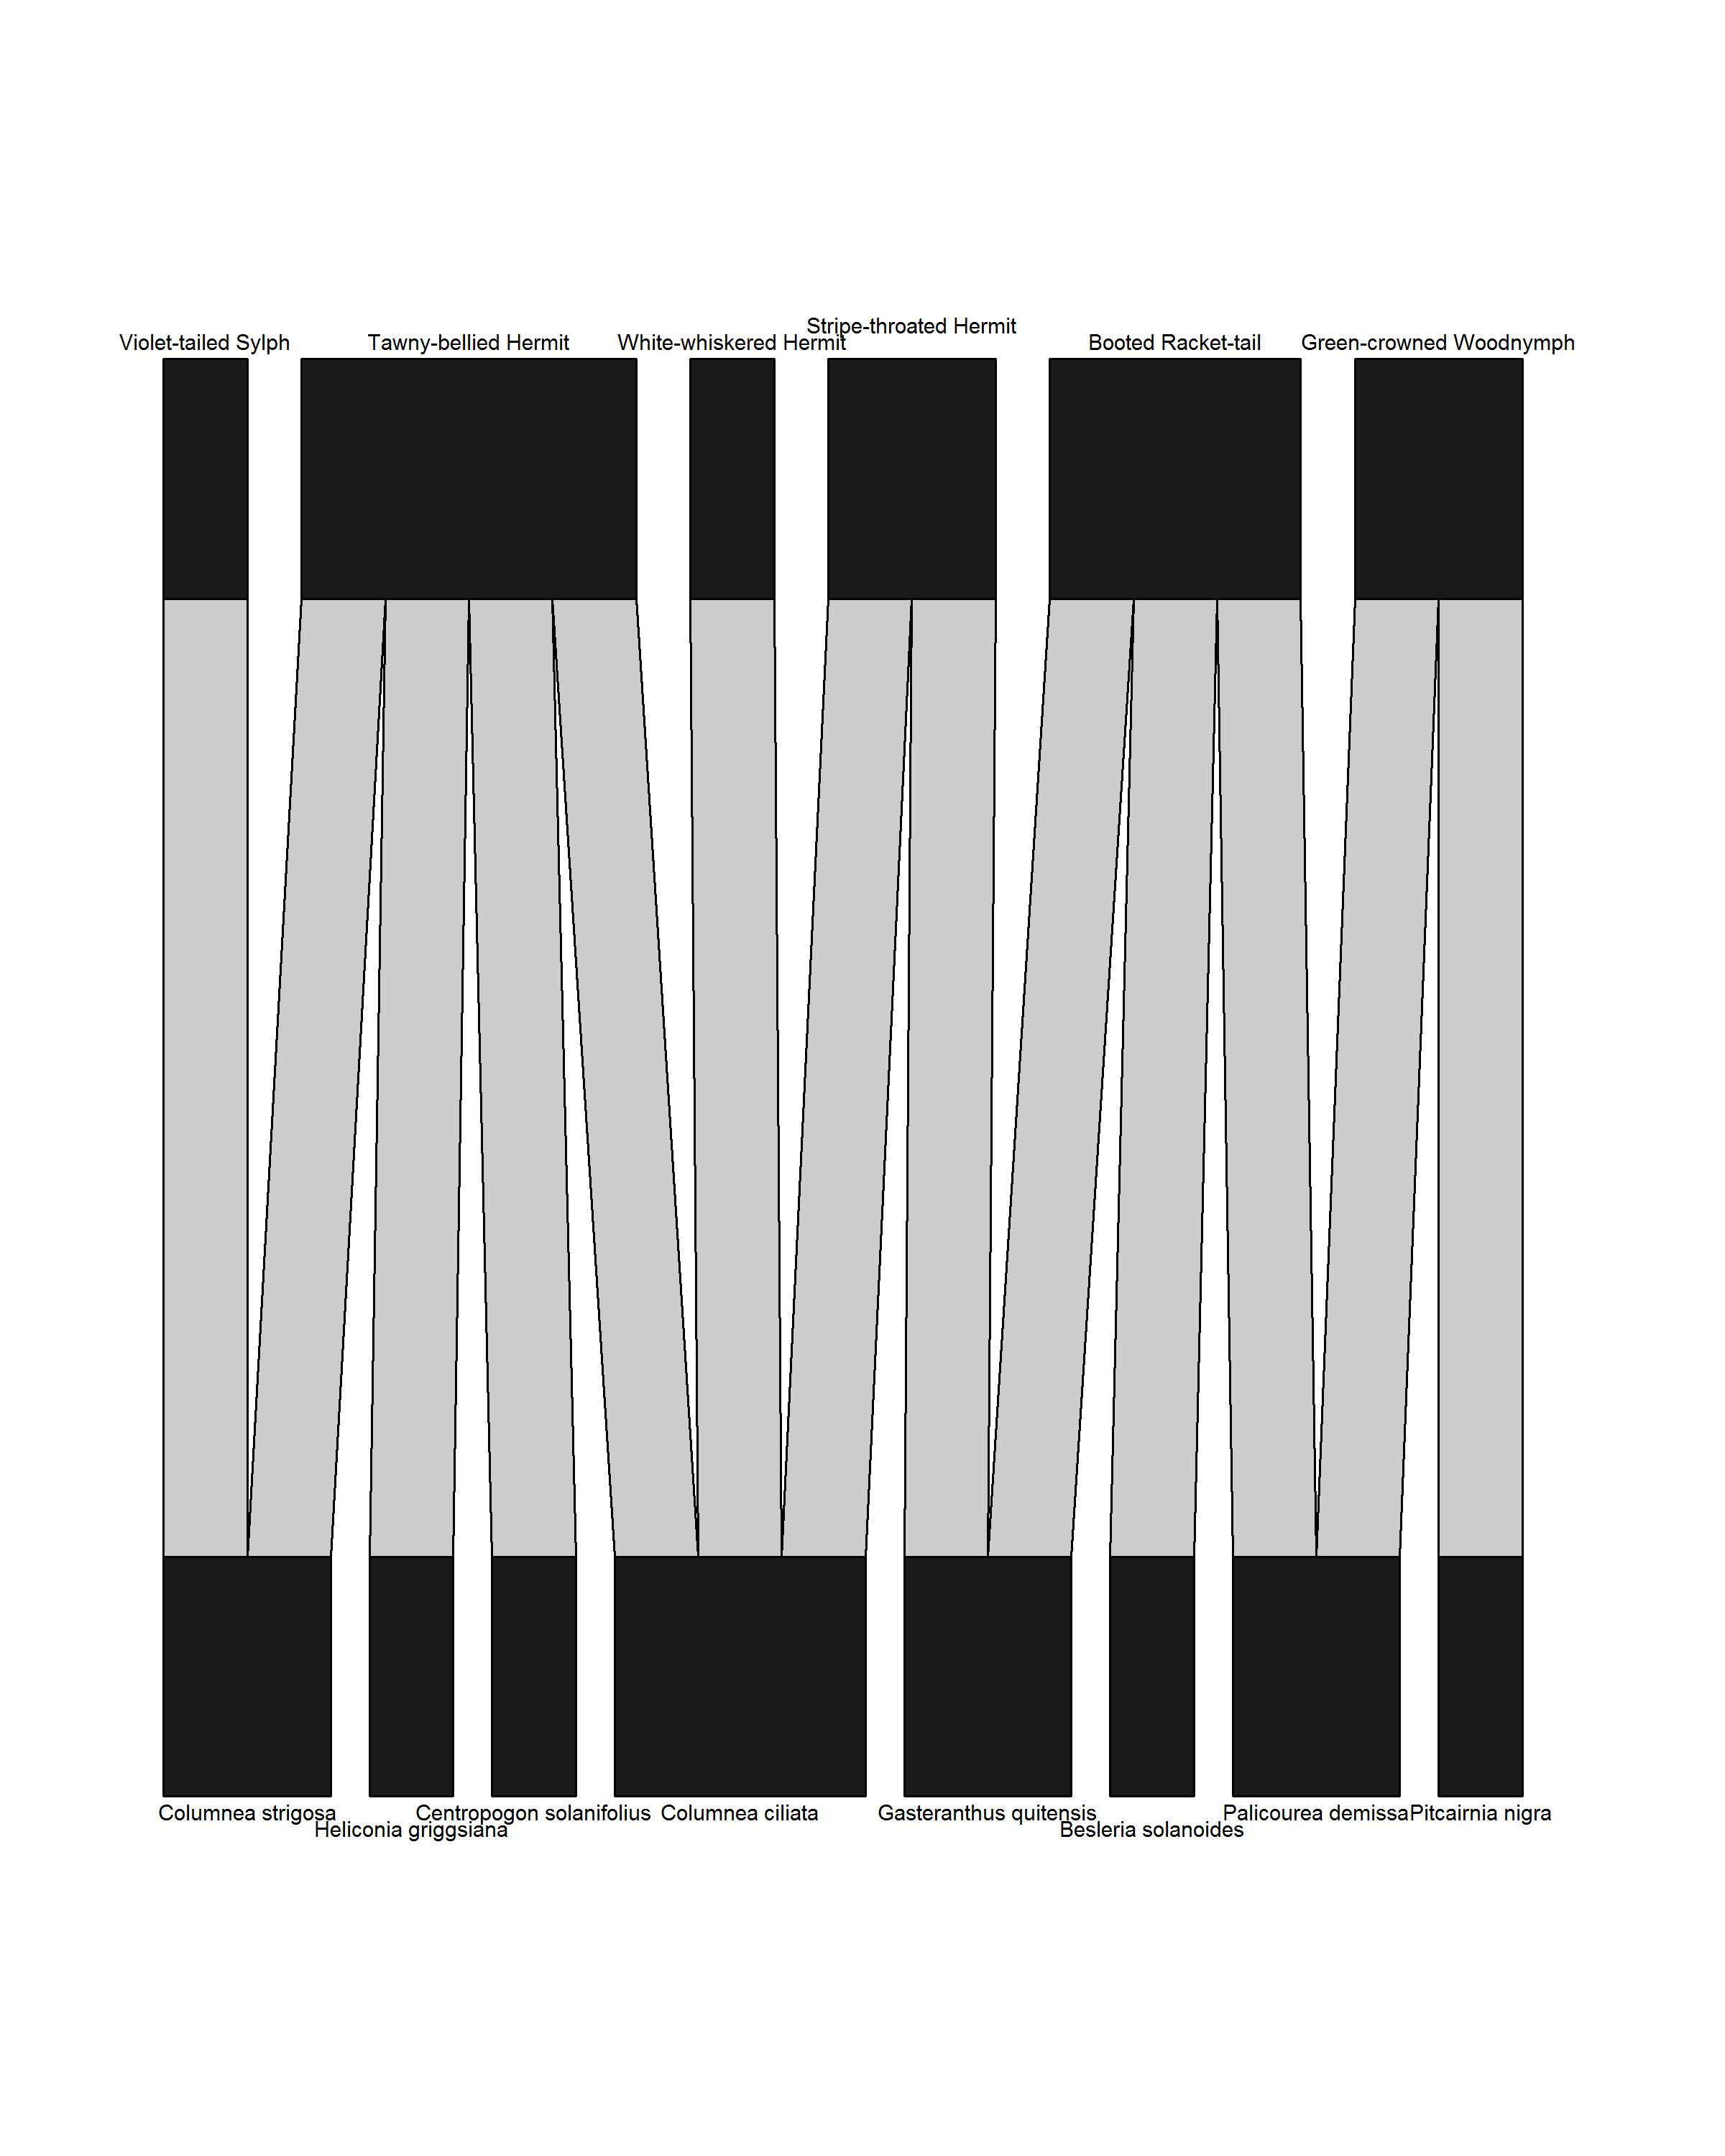 Stripe-throated Hermit
Violet-tailed Sylph
Tawny-bellied Hermit
White-whiskered Hermit
Booted Racket-tail
Green-crowned Woodnymph
Columnea strigosa
Centropogon solanifolius
Columnea ciliata
Gasteranthus quitensis
Palicourea demissa
Pitcairnia nigra
Heliconia griggsiana
Besleria solanoides